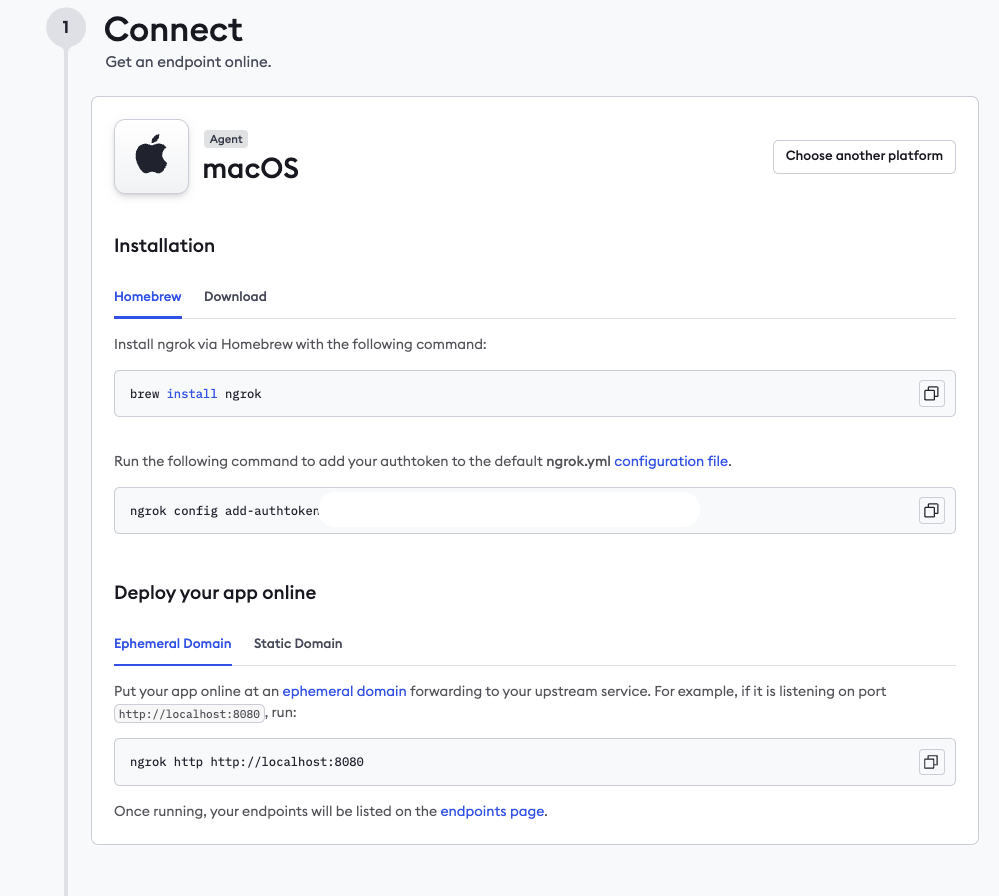 1
Connect
Get an endpoint online.
Agent
macOS
Choose another platform
Installation
Homebrew Download
Install ngrok via Homebrew with the following command:
brew install ngrok
Run the following command to add your authtoken to the default ngrok.yml configuration file.
ngrok config add-authtoken
Deploy your app online
Ephemeral Domain Static Domain
Put your app online at an ephemeral domain forwarding to your upstream service. For example, if it is listening on port
http://localhost:8080, run:
ngrok http http://localhost:8080
Once running, your endpoints will be listed on the endpoints page.